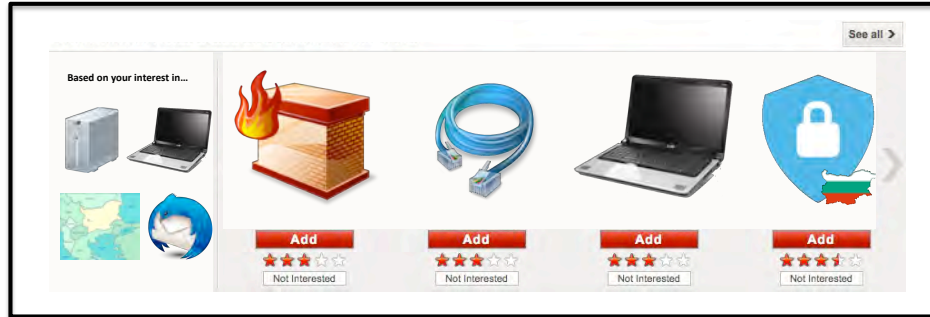 See all ❯
Based on your interest in...
Add
Add
Add
Add
Not Interested
Not Interested
Not Interested
Not Interested